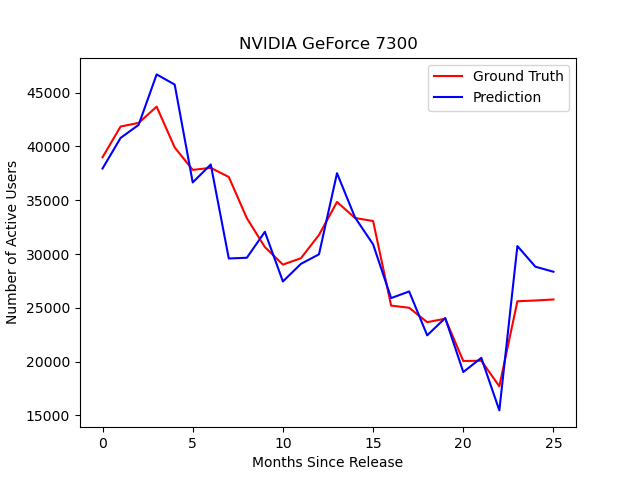 NVIDIA GeForce 7300
Ground Truth
Prediction
Number of Active Users
45000
40000
35000
30000
25000
20000
15000
0 5 10 15 20 25
Months Since Release